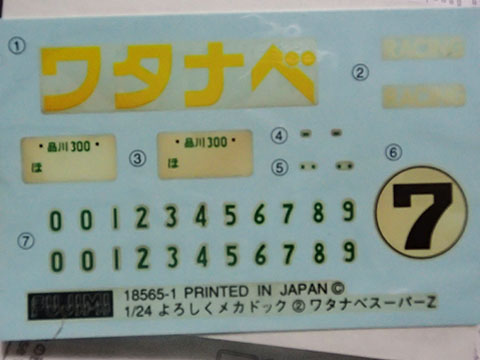 ① ワタナベ
② RACING
RACING
③ ・品川300・
ほ
・品川300・
ほ
④
⑤
⑥ 7
⑦ 0 0 1 2 3 4 5 6 7 8 9
0 0 1 2 3 4 5 6 7 8 9
FUJIMI
18565-1 PRINTED IN JAPAN ©
1/24 よろしくメカドック ② ワタナベスーパーZ